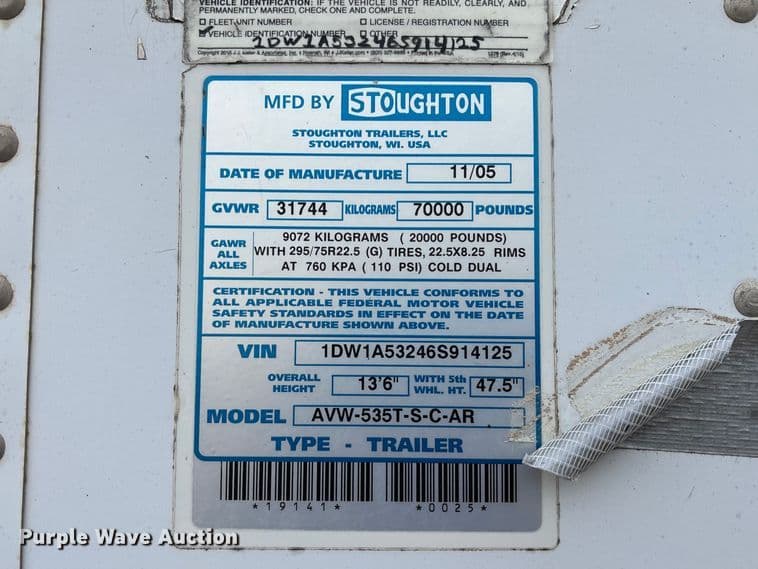 VEHICLE IDENTIFICATION: IF THE VEHICLE IS NOT READILY, CLEARLY, AND
PERMANENTLY MARKED, CHECK ONE AND COMPLETE.
FLEET UNIT NUMBER LICENSE / REGISTRATION NUMBER
VEHICLE IDENTIFICATION NUMBER OTHER
1DW1A53246S914125
MFD BY STOUGHTON
STOUGHTON TRAILERS, LLC
STOUGHTON, WI. USA
DATE OF MANUFACTURE 11/05
GVWR 31744 KILOGRAMS 70000 POUNDS
GAWR ALL AXLES
9072 KILOGRAMS ( 20000 POUNDS)
WITH 295/75R22.5 (G) TIRES, 22.5X8.25 RIMS
AT 760 KPA ( 110 PSI) COLD DUAL
CERTIFICATION - THIS VEHICLE CONFORMS TO
ALL APPLICABLE FEDERAL MOTOR VEHICLE
SAFETY STANDARDS IN EFFECT ON THE DATE
OF MANUFACTURE SHOWN ABOVE.
VIN 1DW1A53246S914125
OVERALL HEIGHT 13'6" WITH 5th WHL. HT. 47.5"
MODEL AVW-535T-S-C-AR
TYPE - TRAILER
*19141* *0025*
Purple Wave Auction